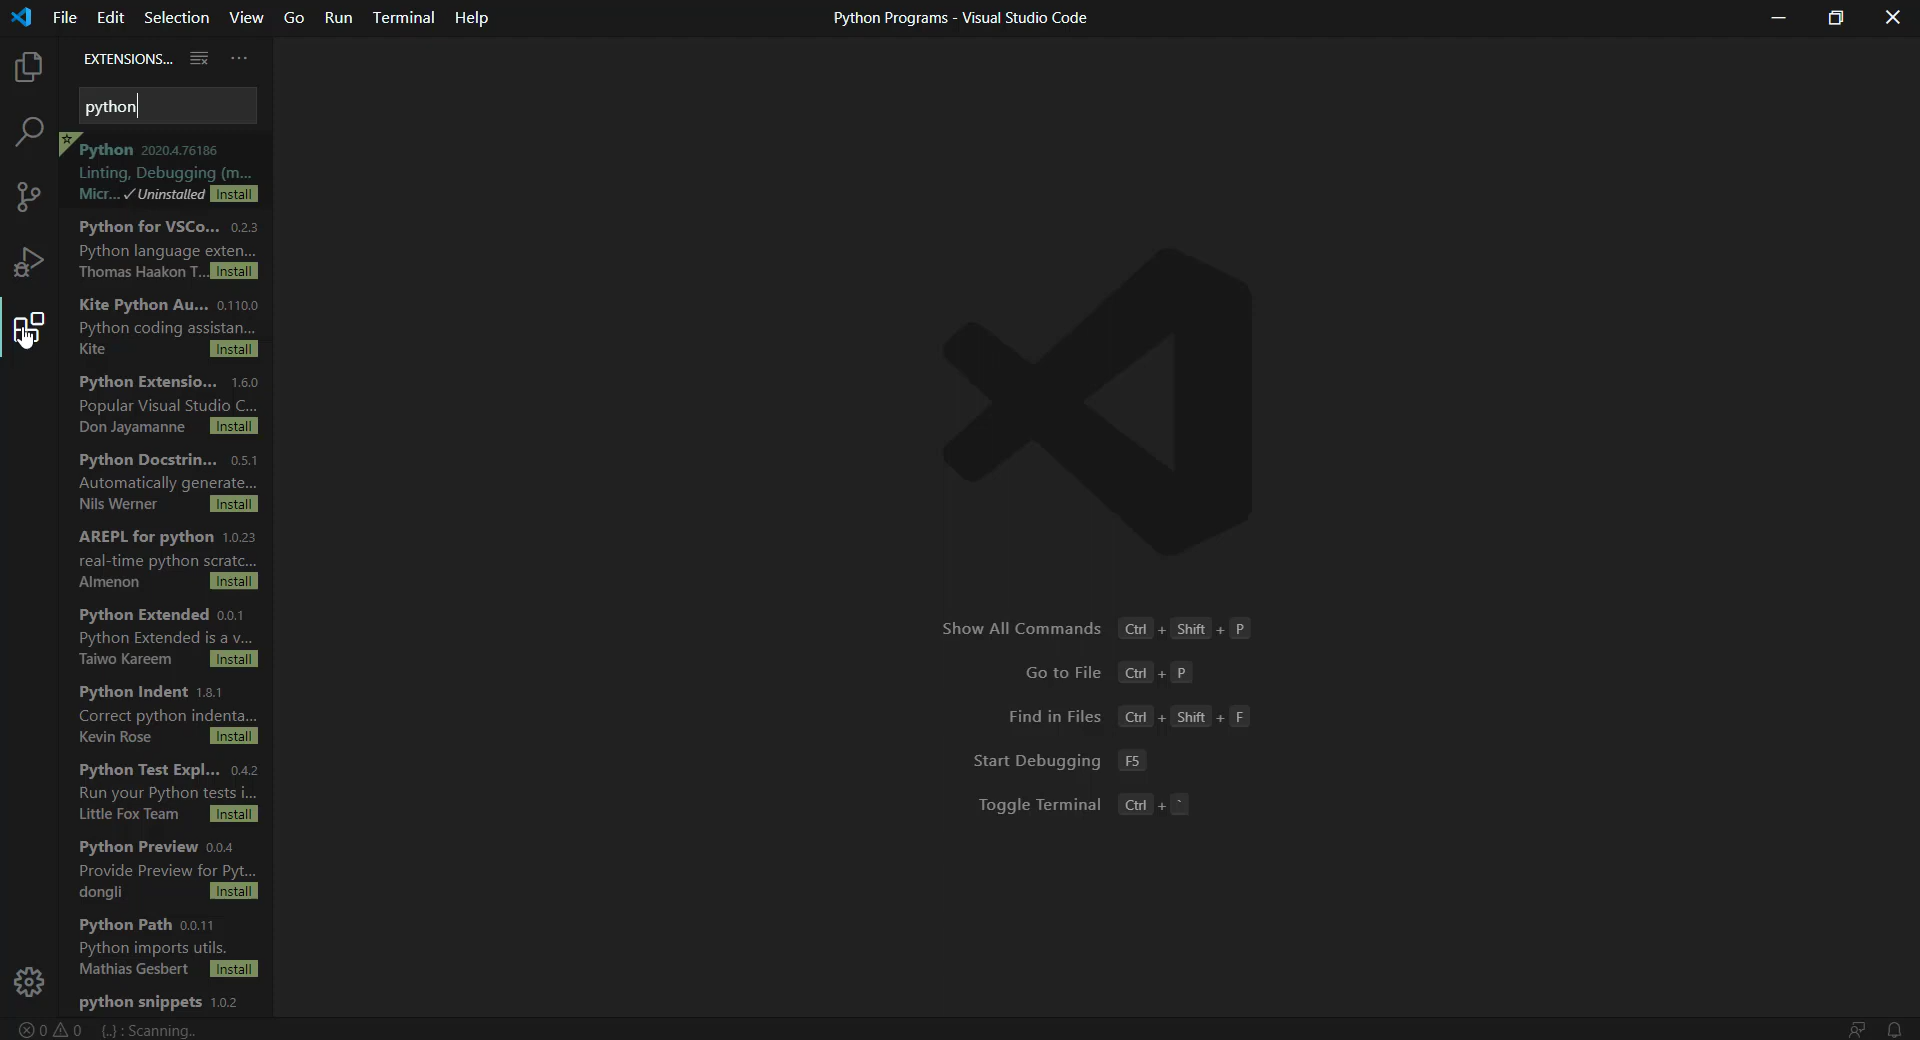 File Edit Selection View Go Run Terminal Help
Python Programs - Visual Studio Code
EXTENSIONS...
python
Python 2020.4.76186
Linting, Debugging (m...
Micr... ✓Uninstalled Install
Python for VSCo... 0.2.3
Python language exten...
Thomas Haakon T... Install
Kite Python Au... 0.110.0
Python coding assistan...
Kite Install
Python Extensio... 1.6.0
Popular Visual Studio C...
Don Jayamanne Install
Python Docstrin... 0.5.1
Automatically generate...
Nils Werner Install
AREPL for python 1.0.23
real-time python scratc...
Almenon Install
Python Extended 0.0.1
Python Extended is a v...
Taiwo Kareem Install
Python Indent 1.8.1
Correct python indenta...
Kevin Rose Install
Python Test Expl... 0.4.2
Run your Python tests i...
Little Fox Team Install
Python Preview 0.0.4
Provide Preview for Pyt...
dongli Install
Python Path 0.0.11
Python imports utils.
Mathias Gesbert Install
python snippets 1.0.2
Show All Commands Ctrl + Shift + P
Go to File Ctrl + P
Find in Files Ctrl + Shift + F
Start Debugging F5
Toggle Terminal Ctrl + `
0 0 {..} : Scanning..